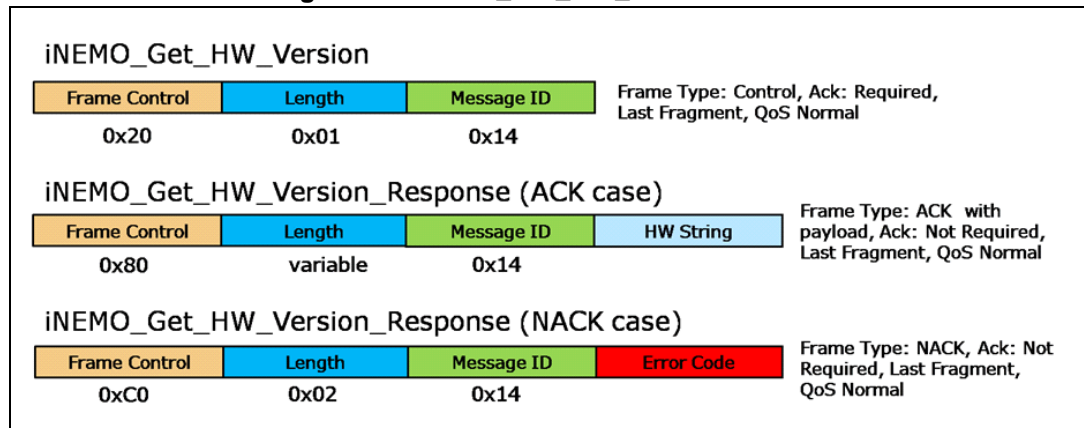 iNEMO_Get_HW_Version
Frame Control Length Message ID
0x20 0x01 0x14
Frame Type: Control, Ack: Required,
Last Fragment, QoS Normal
iNEMO_Get_HW_Version_Response (ACK case)
Frame Control Length Message ID HW String
0x80 variable 0x14
Frame Type: ACK with
payload, Ack: Not Required,
Last Fragment, QoS Normal
iNEMO_Get_HW_Version_Response (NACK case)
Frame Control Length Message ID Error Code
0xC0 0x02 0x14
Frame Type: NACK, Ack: Not
Required, Last Fragment,
QoS Normal